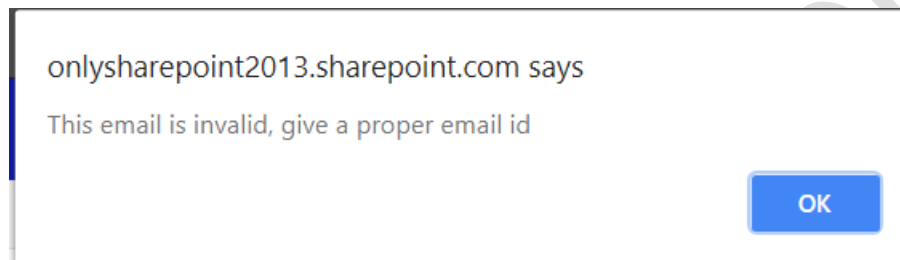 onlysharepoint2013.sharepoint.com says
This email is invalid, give a proper email id
OK